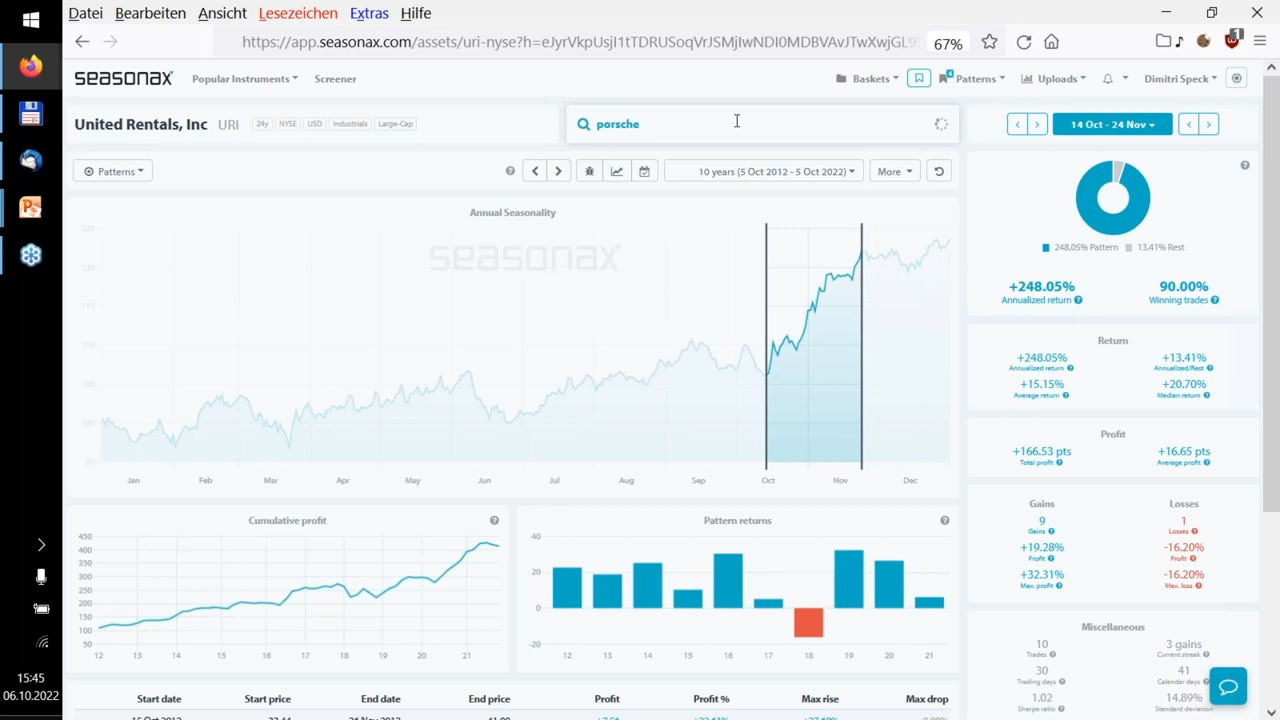 Datei Bearbeiten Ansicht Lesezeichen Extras Hilfe
67%
seasonax Popular Instruments Screener Baskets 4 Patterns Uploads Dimitri Speck
United Rentals, Inc URI 24y NYSE USD Industrials Large-Cap porsche 14 Oct - 24 Nov
Patterns 10 years (5 Oct 2012 - 5 Oct 2022) More
Annual Seasonality
seasonax
125
120
115
110
105
100
95
Jan Feb Mar Apr May Jun Jul Aug Sep Oct Nov Dec
248.05% Pattern 13.41% Rest
+248.05% 90.00%
Annualized return Winning trades
Return
+248.05% +13.41%
Annualized return Annualized/Rest
+15.15% +20.70%
Average return Median return
Profit
+166.53 pts +16.65 pts
Total profit Average profit
Gains Losses
9 1
Gains Losses
+19.28% -16.20%
Profit Profit
+32.31% -16.20%
Max. profit Max. loss
Miscellaneous
10 3 gains
Trades Current streak
30 41
Trading days Calendar days
1.02 14.89%
Sharpe ratio Standard deviation
Cumulative profit
450
400
350
300
250
200
150
100
50
12 13 14 15 16 17 18 19 20 21
Pattern returns
40
20
0
-20
12 13 14 15 16 17 18 19 20 21
Start date Start price End date nd price Profit Profit % Max rise Max drop
15:45
06.10.2022